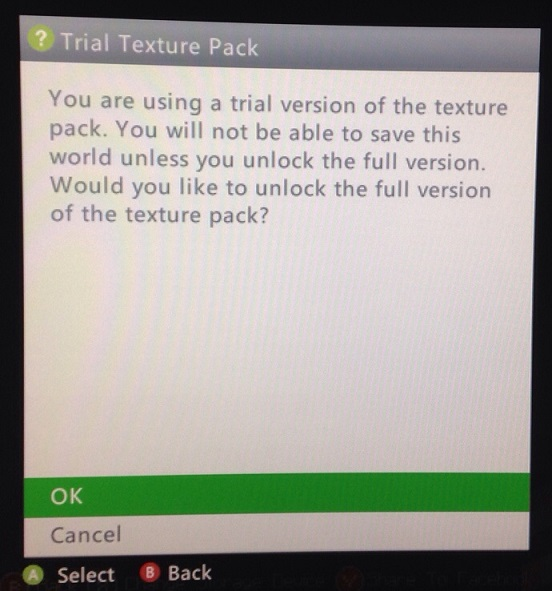 ? Trial Texture Pack
You are using a trial version of the texture
pack. You will not be able to save this
world unless you unlock the full version.
Would you like to unlock the full version
of the texture pack?
OK
Cancel
A Select B Back